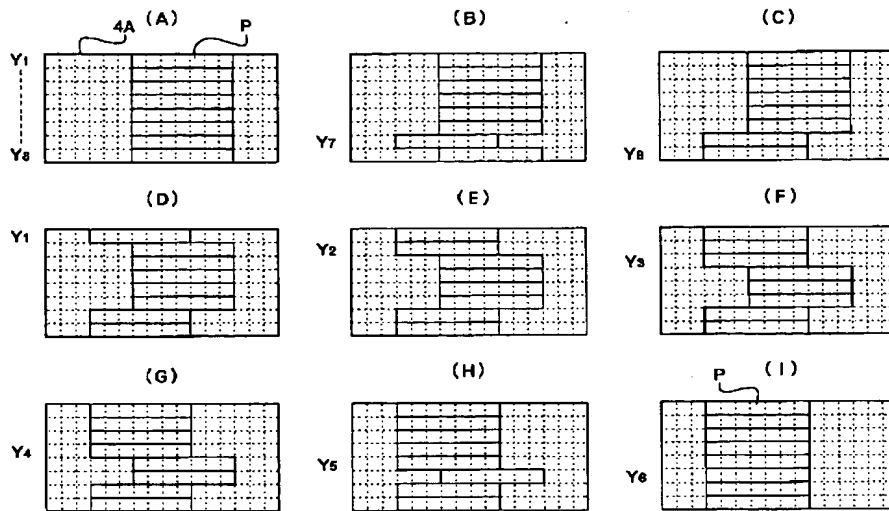 (A)
(B)
(C)
4A
P
Y1
Y8
Y7
Y8
(D)
(E)
(F)
Y1
Y2
Y3
(G)
(H)
(I)
P
Y4
Y5
Y6